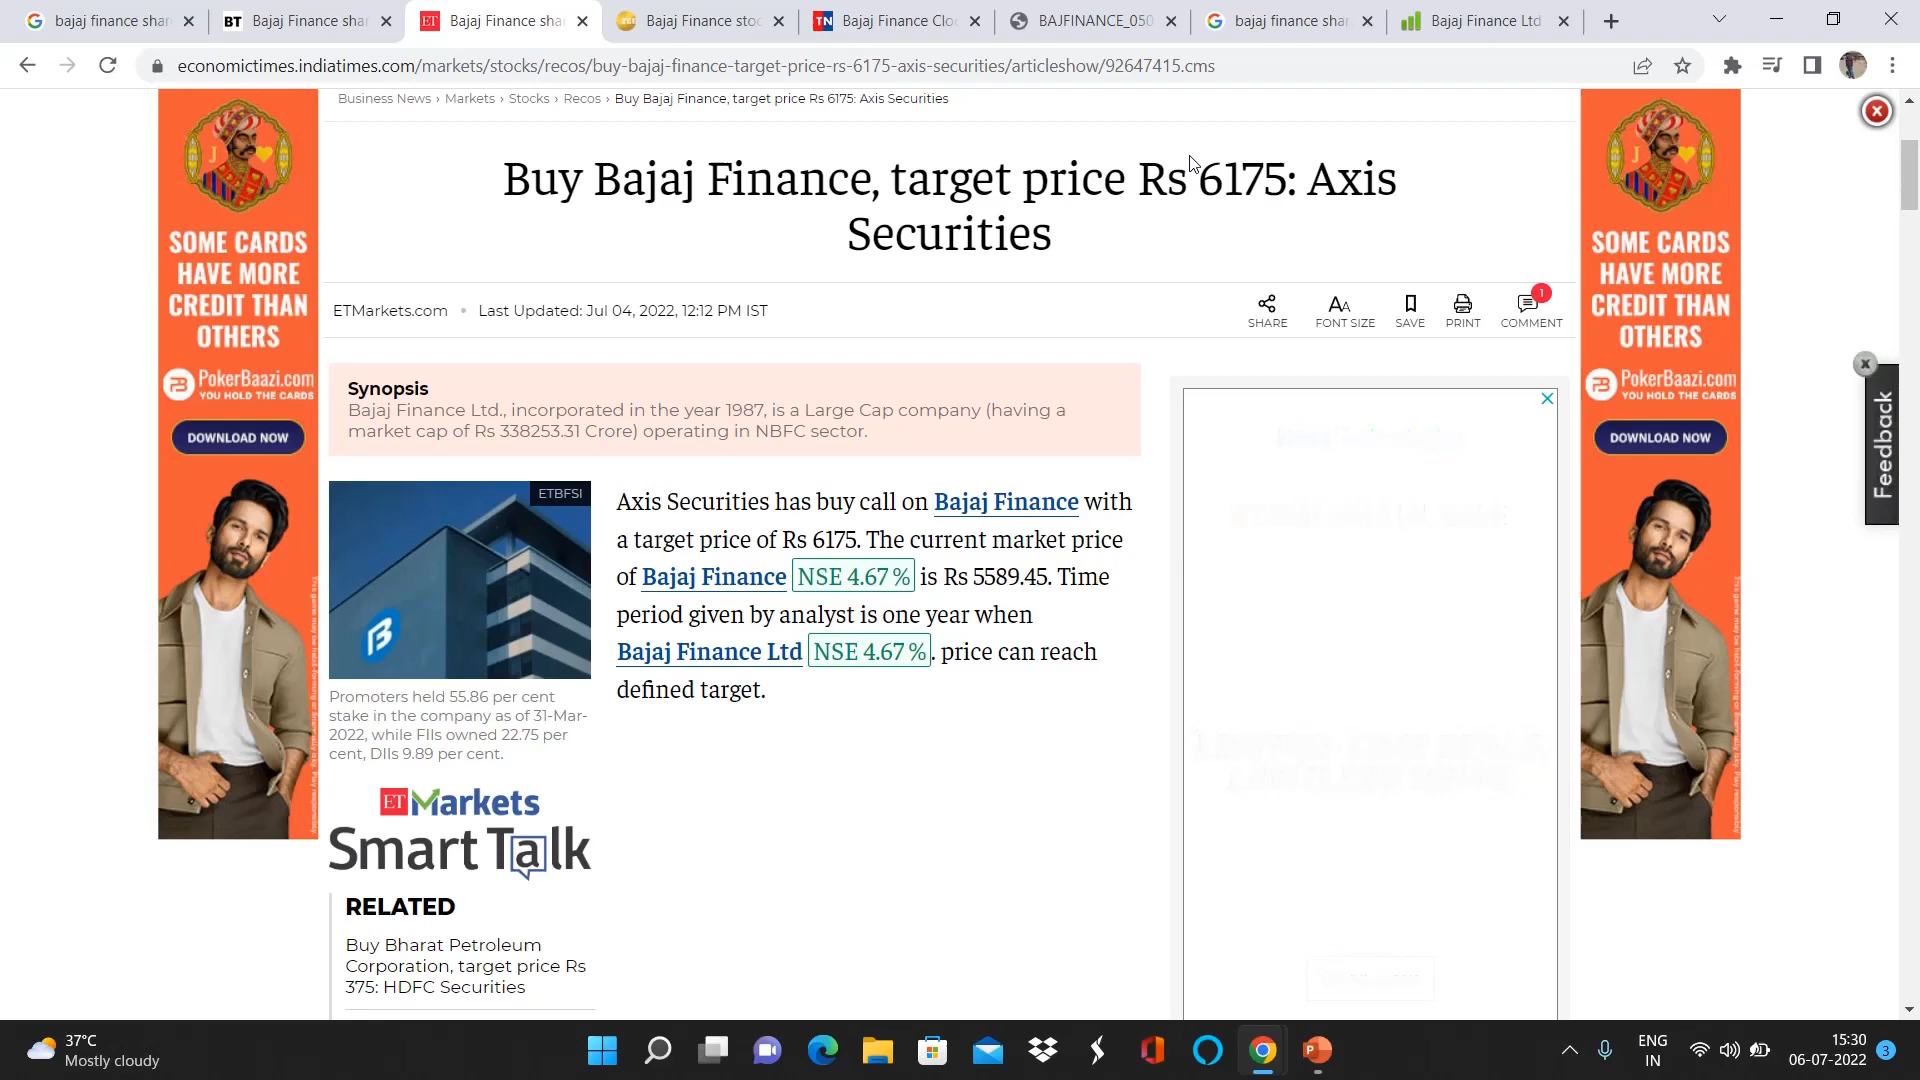 bajaj finance shar
Bajaj Finance shar
Bajaj Finance shar
Bajaj Finance stoc
Bajaj Finance Clo
BAJFINANCE_050
bajaj finance shar
Bajaj Finance Ltd
economictimes.indiatimes.com/markets/stocks/recos/buy-bajaj-finance-target-price-rs-6175-axis-securities/articleshow/92647415.cms
Business News › Markets › Stocks › Recos › Buy Bajaj Finance, target price Rs 6175: Axis Securities
Buy Bajaj Finance, target price Rs 6175: Axis
Securities
ETMarkets.com • Last Updated: Jul 04, 2022, 12:12 PM IST
SHARE
FONT SIZE
SAVE
PRINT
1
COMMENT
Synopsis
Bajaj Finance Ltd., incorporated in the year 1987, is a Large Cap company (having a
market cap of Rs 338253.31 Crore) operating in NBFC sector.
ETBFSI
Promoters held 55.86 per cent
stake in the company as of 31-Mar-
2022, while FIIs owned 22.75 per
cent, DIIs 9.89 per cent.
Axis Securities has buy call on Bajaj Finance with
a target price of Rs 6175. The current market price
of Bajaj Finance NSE 4.67 % is Rs 5589.45. Time
period given by analyst is one year when
Bajaj Finance Ltd NSE 4.67 %. price can reach
defined target.
ET Markets
Smart Talk
RELATED
Buy Bharat Petroleum
Corporation, target price Rs
375: HDFC Securities
SOME CARDS
HAVE MORE
CREDIT THAN
OTHERS
PokerBaazi.com
YOU HOLD THE CARDS
DOWNLOAD NOW
SOME CARDS
HAVE MORE
CREDIT THAN
OTHERS
PokerBaazi.com
YOU HOLD THE CARDS
DOWNLOAD NOW
Feedback
37°C
Mostly cloudy
ENG
IN
15:30
06-07-2022
3